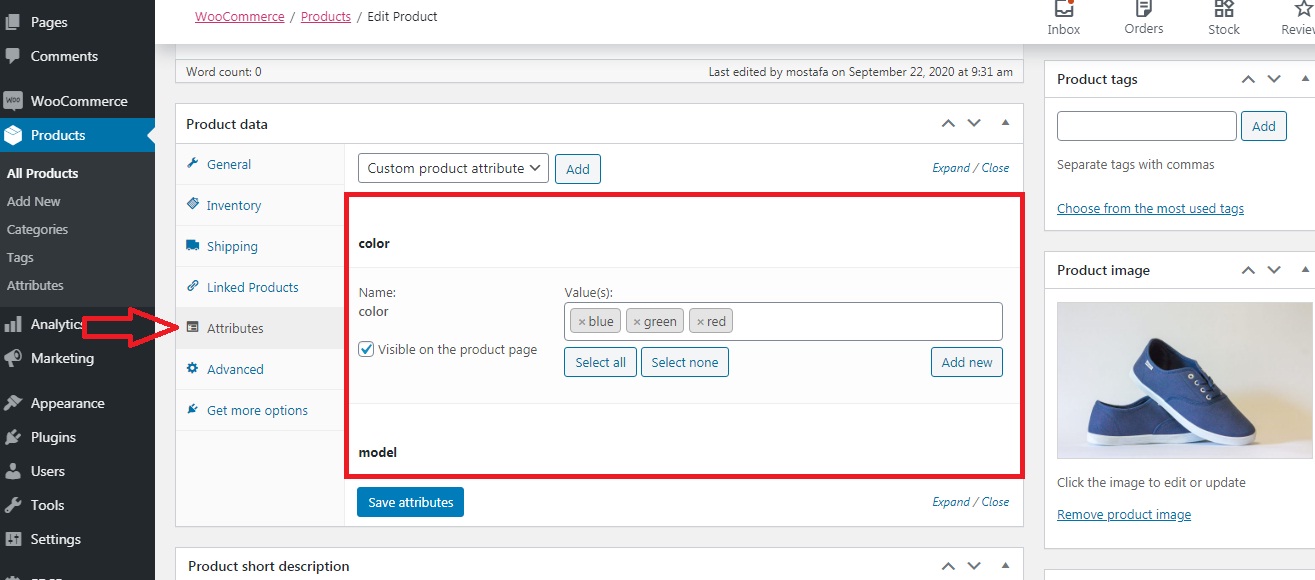 Pages
Comments
WooCommerce
Products
All Products
Add New
Categories
Tags
Attributes
Analytics
Marketing
Appearance
Plugins
Users
Tools
Settings
WooCommerce / Products / Edit Product
Inbox
Orders
Stock
Word count: 0
Last edited by mostafa on September 22, 2020 at 9:31 am
Product data
General
Inventory
Shipping
Linked Products
Attributes
Advanced
Get more options
Custom product attribute
Add
Expand / Close
color
Name:
color
Visible on the product page
Value(s):
× blue × green × red
Select all
Select none
Add new
model
Save attributes
Expand / Close
Product short description
Product tags
Add
Separate tags with commas
Choose from the most used tags
Product image
Click the image to edit or update
Remove product image